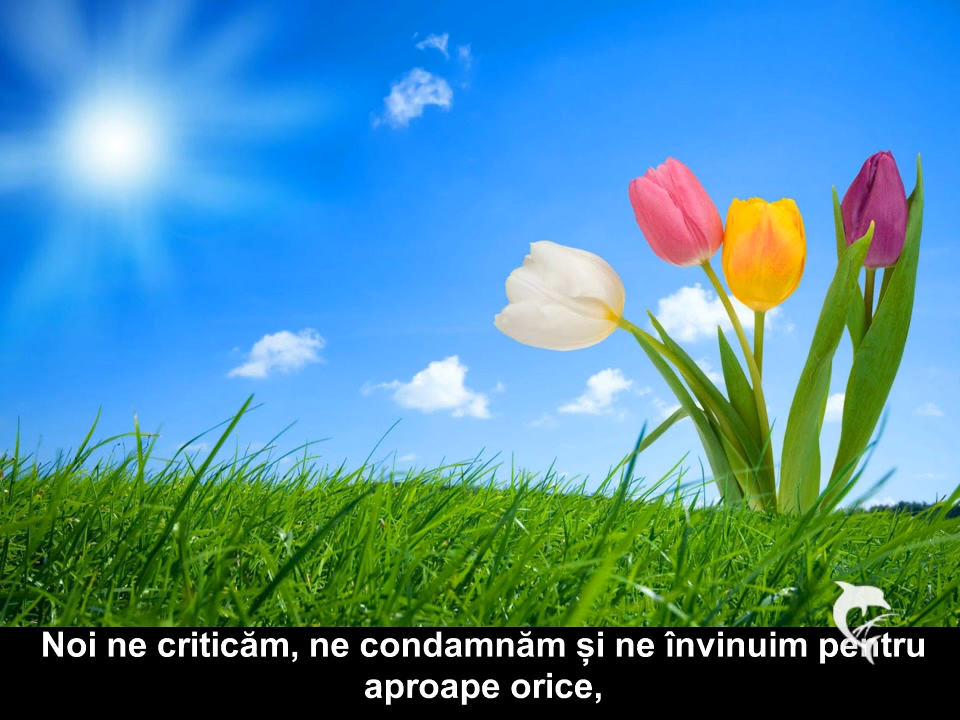 Noi ne criticăm, ne condamnăm și ne învinuim pentru
aproape orice,